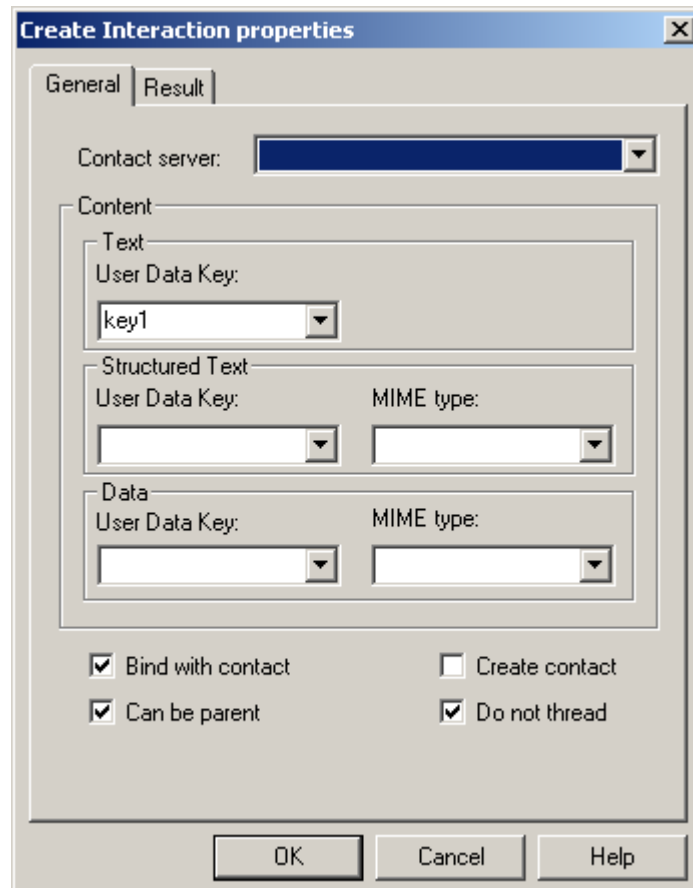 Create Interaction properties
General Result
Contact server:
Content
Text
User Data Key:
key1
Structured Text
User Data Key: MIME type:
Data
User Data Key: MIME type:
Bind with contact Create contact
Can be parent Do not thread
OK Cancel Help